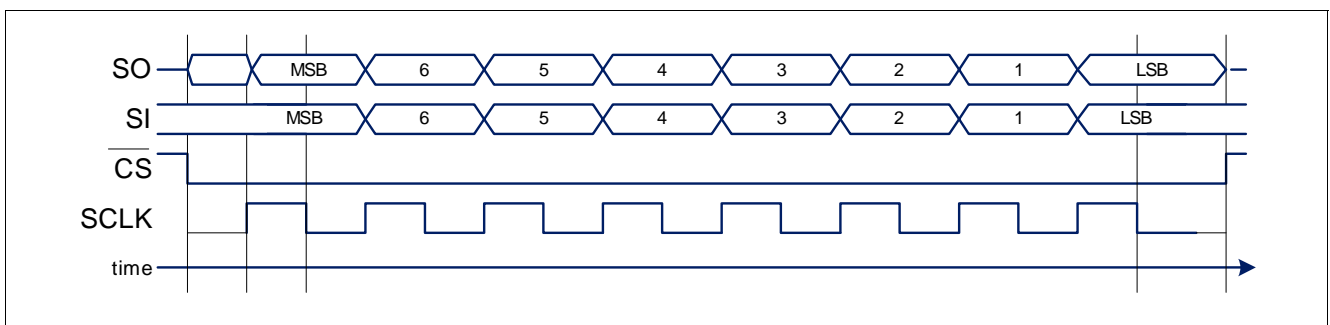 SO MSB 6 5 4 3 2 1 LSB
SI MSB 6 5 4 3 2 1 LSB
CS
SCLK
time